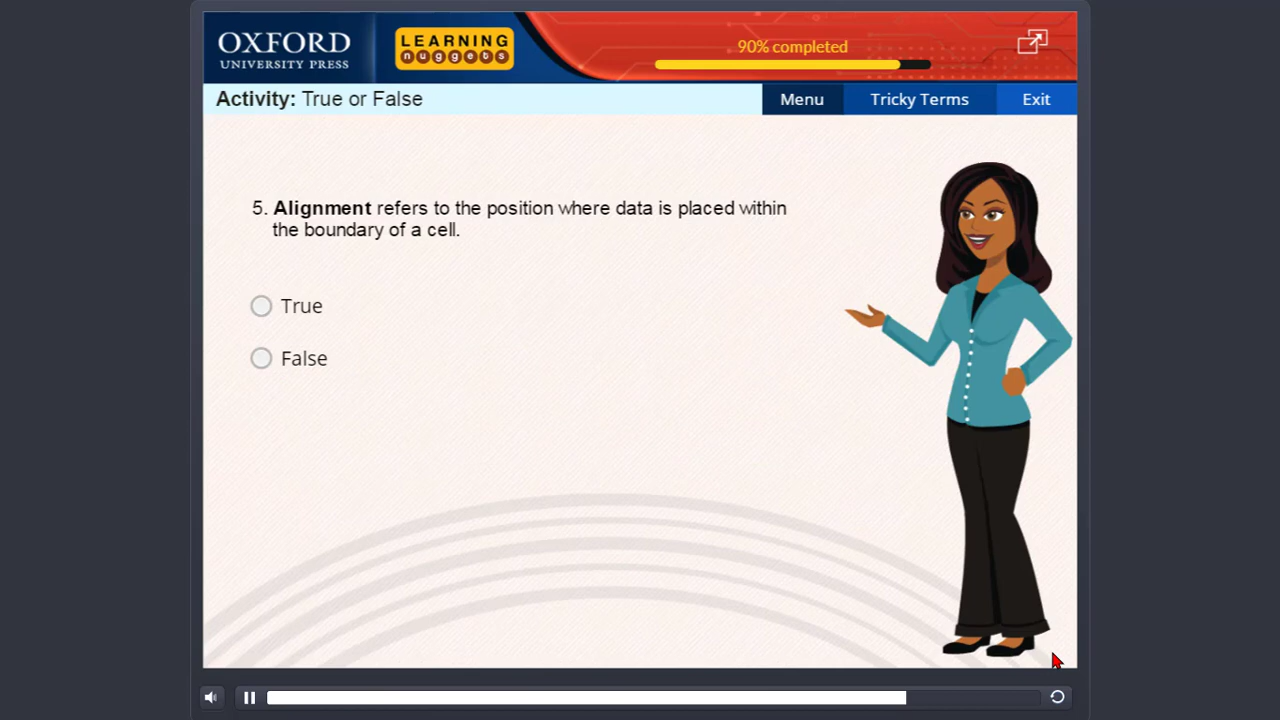 OXFORD
UNIVERSITY PRESS
LEARNING
nuggets
90% completed
Activity: True or False
Menu
Tricky Terms
Exit
5. Alignment refers to the position where data is placed within
the boundary of a cell.
True
False